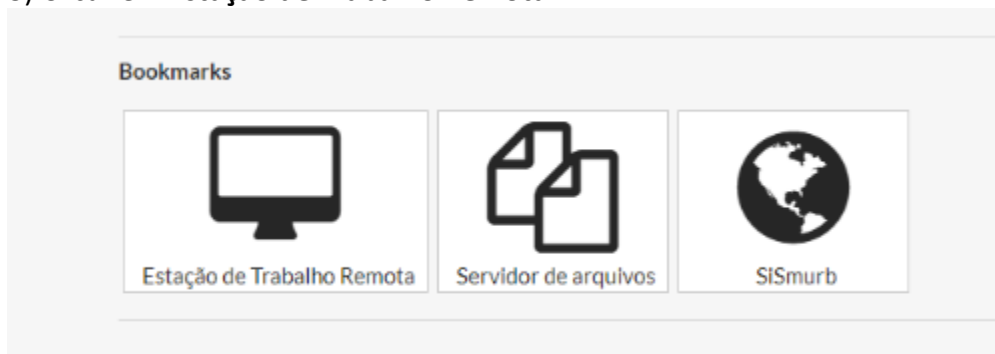 Bookmarks
Estação de Trabalho Remota
Servidor de arquivos
SiSmurb